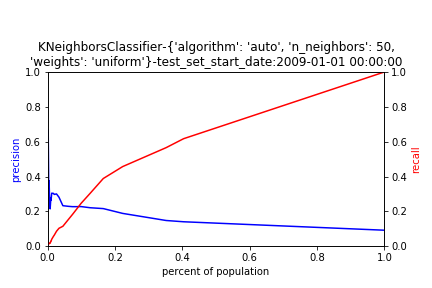 KNeighborsClassifier-{'algorithm': 'auto', 'n_neighbors': 50,
'weights': 'uniform'}-test_set_start_date:2009-01-01 00:00:00
1.0
0.8
0.6
0.4
0.2
0.0
precision
1.0
0.8
0.6
0.4
0.2
0.0
recall
0.0 0.2 0.4 0.6 0.8 1.0
percent of population